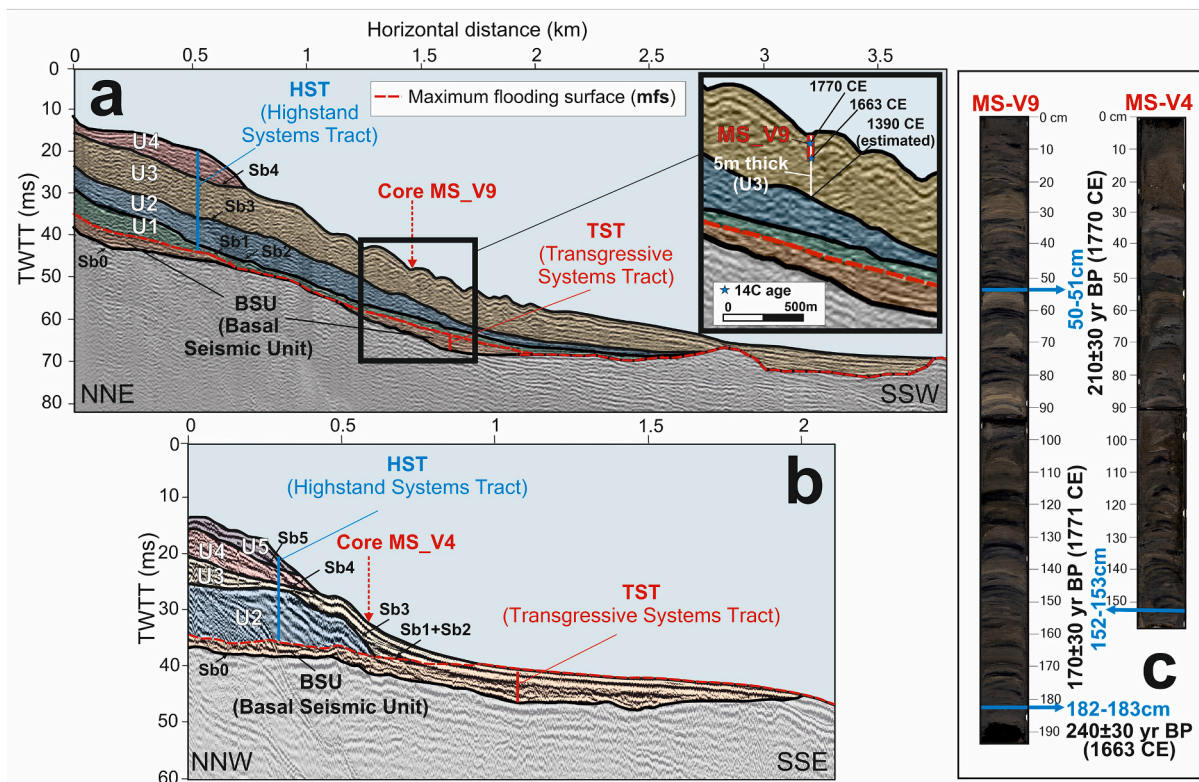 Horizontal distance (km)
0 0.5 1 1.5 2 2.5 3 3.5
TWTT (ms)
0
10
20
30
40
50
60
70
80
a
HST
(Highstand
Systems Tract)
Maximum flooding surface (mfs)
U4
U3
U2
U1
Sb4
Sb3
Sb1
Sb2
Sb0
BSU
(Basal
Seismic Unit)
Core MS_V9
TST
(Transgressive
Systems Tract)
NNE
SSW
1770 CE
1663 CE
1390 CE
(estimated)
MS_V9
5m thick
(U3)
14C age
0 500m
0 0.5 1 1.5 2
TWTT (ms)
0
10
20
30
40
50
60
b
HST
(Highstand Systems Tract)
U5
U4
U3
U2
Sb5
Sb4
Sb3
Sb1+Sb2
Sb0
Core MS_V4
TST
(Transgressive Systems Tract)
BSU
(Basal Seismic Unit)
NNW
SSE
MS-V9
MS-V4
0 cm
10
20
30
40
50
60
70
80
90
100
110
120
130
140
150
160
170
180
190
50-51cm
210±30 yr BP (1770 CE)
182-183cm
240±30 yr BP
(1663 CE)
0 cm
10
20
30
40
50
60
70
80
90
100
110
120
130
140
150
152-153cm
170±30 yr BP (1771 CE)
c